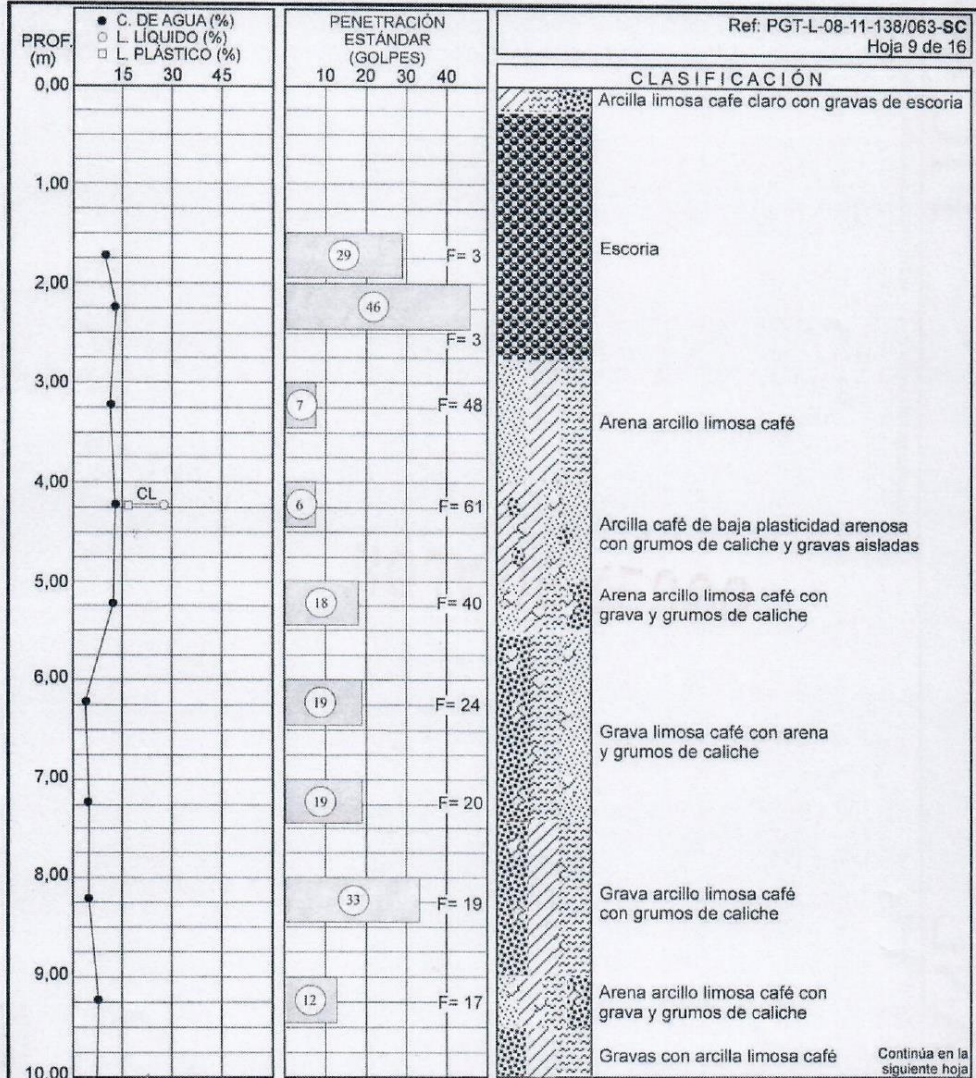 PROF.
(m)
● C. DE AGUA (%)
○ L. LÍQUIDO (%)
□ L. PLÁSTICO (%)
15 30 45
PENETRACIÓN
ESTÁNDAR
(GOLPES)
10 20 30 40
Ref: PGT-L-08-11-138/063-SC
Hoja 9 de 16
CLASIFICACIÓN
0,00
Arcilla limosa cafe claro con gravas de escoria
1,00
29
F= 3
Escoria
2,00
46
F= 3
3,00
7
F= 48
Arena arcillo limosa café
4,00
CL
6
F= 61
Arcilla café de baja plasticidad arenosa
con grumos de caliche y gravas aisladas
5,00
18
F= 40
Arena arcillo limosa café con
grava y grumos de caliche
6,00
19
F= 24
Grava limosa café con arena
y grumos de caliche
7,00
19
F= 20
8,00
33
F= 19
Grava arcillo limosa café
con grumos de caliche
9,00
12
F= 17
Arena arcillo limosa café con
grava y grumos de caliche
Gravas con arcilla limosa café
Continúa en la
siguiente hoja
10,00